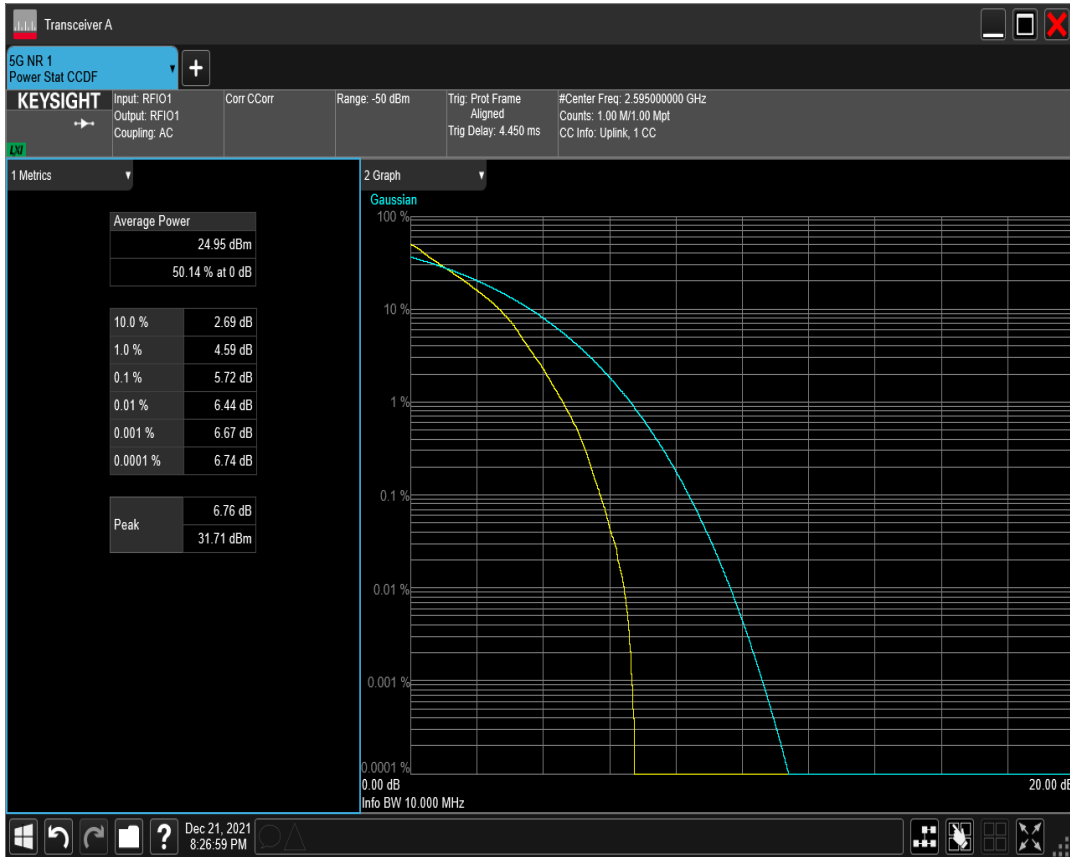 Transceiver A
5G NR 1
Power Stat CCDF
KEYSIGHT
LXI
Input: RFIO1
Output: RFIO1
Coupling: AC
Corr CCorr
Range: -50 dBm
Trig: Prot Frame
Aligned
Trig Delay: 4.450 ms
#Center Freq: 2.595000000 GHz
Counts: 1.00 M/1.00 Mpt
CC Info: Uplink, 1 CC
1 Metrics
Average Power
24.95 dBm
50.14 % at 0 dB
10.0 % 2.69 dB
1.0 % 4.59 dB
0.1 % 5.72 dB
0.01 % 6.44 dB
0.001 % 6.67 dB
0.0001 % 6.74 dB
Peak
6.76 dB
31.71 dBm
2 Graph
Gaussian
100 %
10 %
1 %
0.1 %
0.01 %
0.001 %
0.0001 %
0.00 dB
20.00 dB
Info BW 10.000 MHz
?
Dec 21, 2021
8:26:59 PM